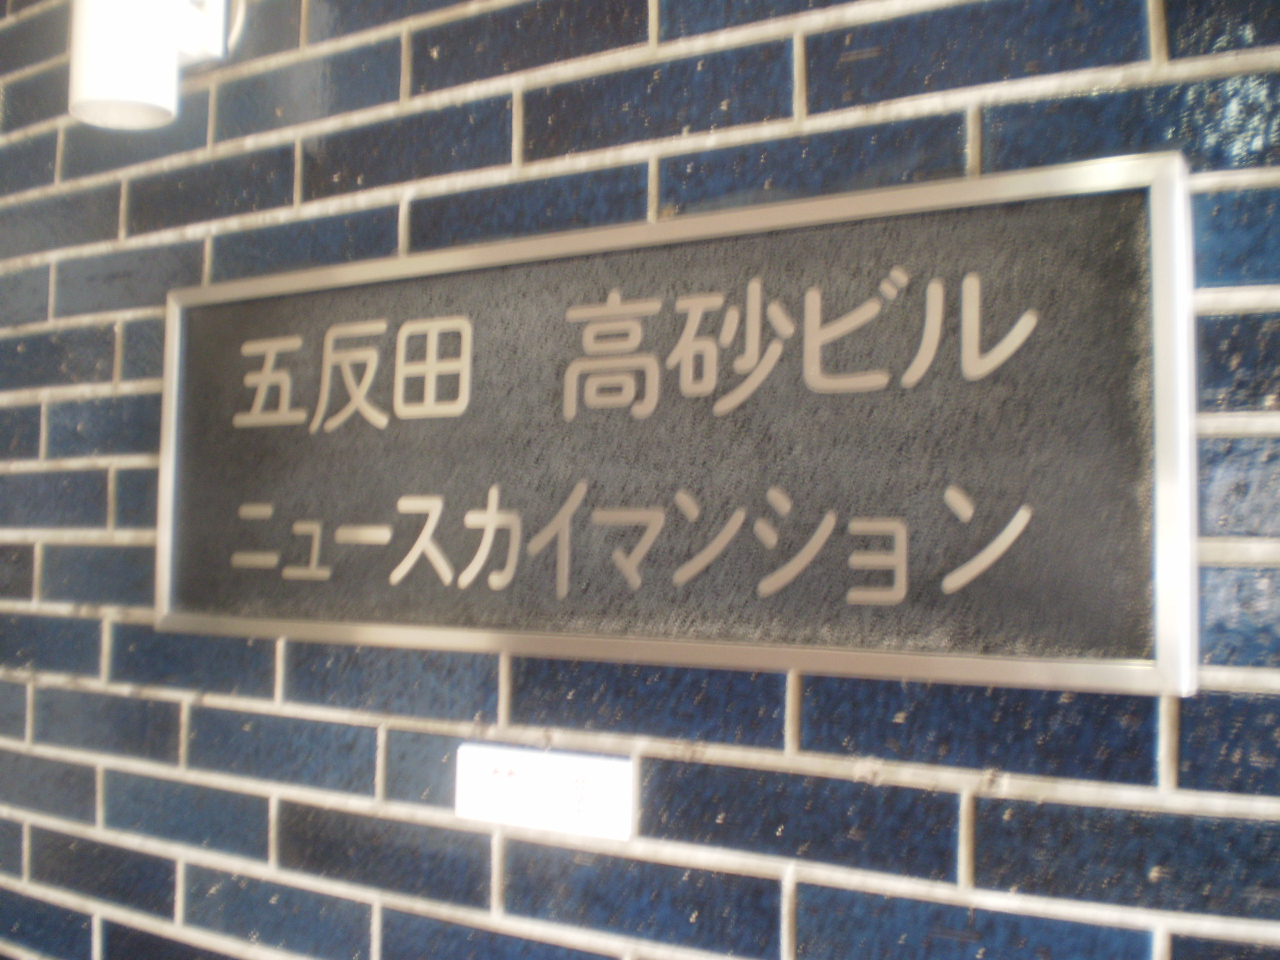 五反田 高砂ビル
ニュースカイマンション